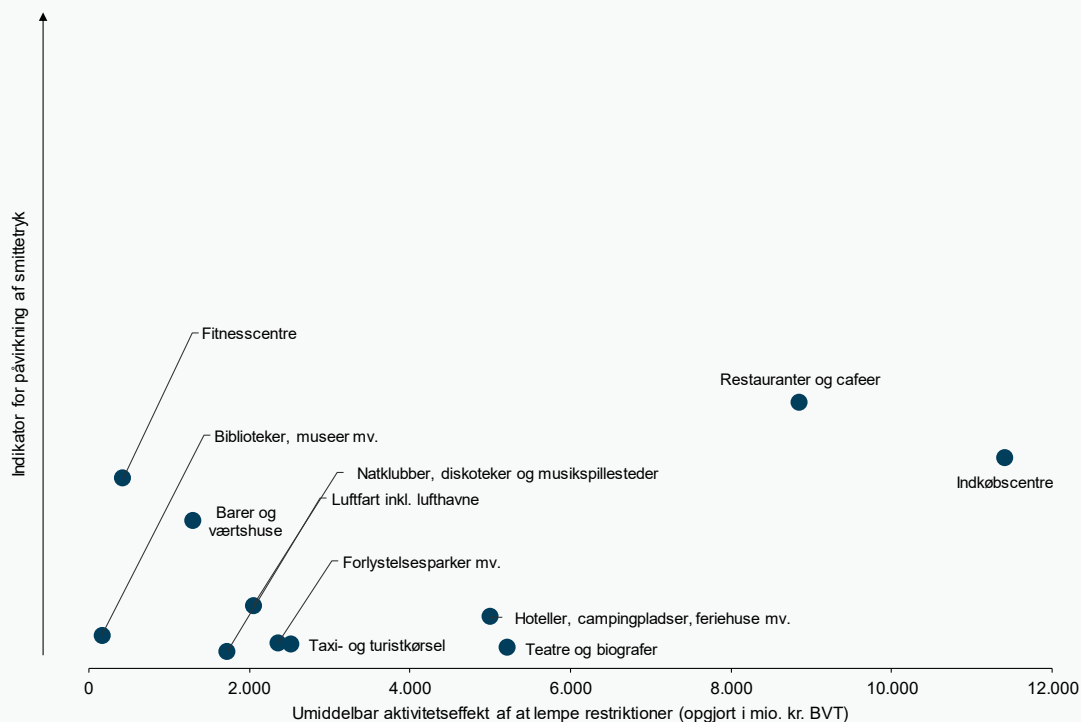 Indikator for påvirkning af smittetryk
Fitnesscentre
Restauranter og cafeer
Biblioteker, museer mv.
Natklubber, diskoteker og musikspillesteder
Indkøbscentre
Luftfart inkl. lufthavne
Barer og
værtshuse
Forlystelsesparker mv.
Hoteller, campingpladser, feriehuse mv.
Taxi- og turistkørsel
Teatre og biografer
0 2.000 4.000 6.000 8.000 10.000 12.000
Umiddelbar aktivitetseffekt af at lempe restriktioner (opgjort i mio. kr. BVT)